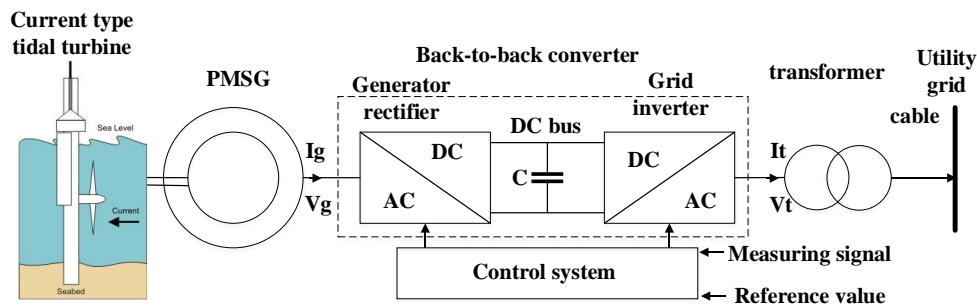 Current type
tidal turbine
Sea Level
Current
Seabed
PMSG
Ig
Vg
Back-to-back converter
Generator
rectifier
DC
AC
DC bus
C
Grid
inverter
DC
AC
It
Vt
transformer
cable
Utility
grid
Control system
Measuring signal
Reference value